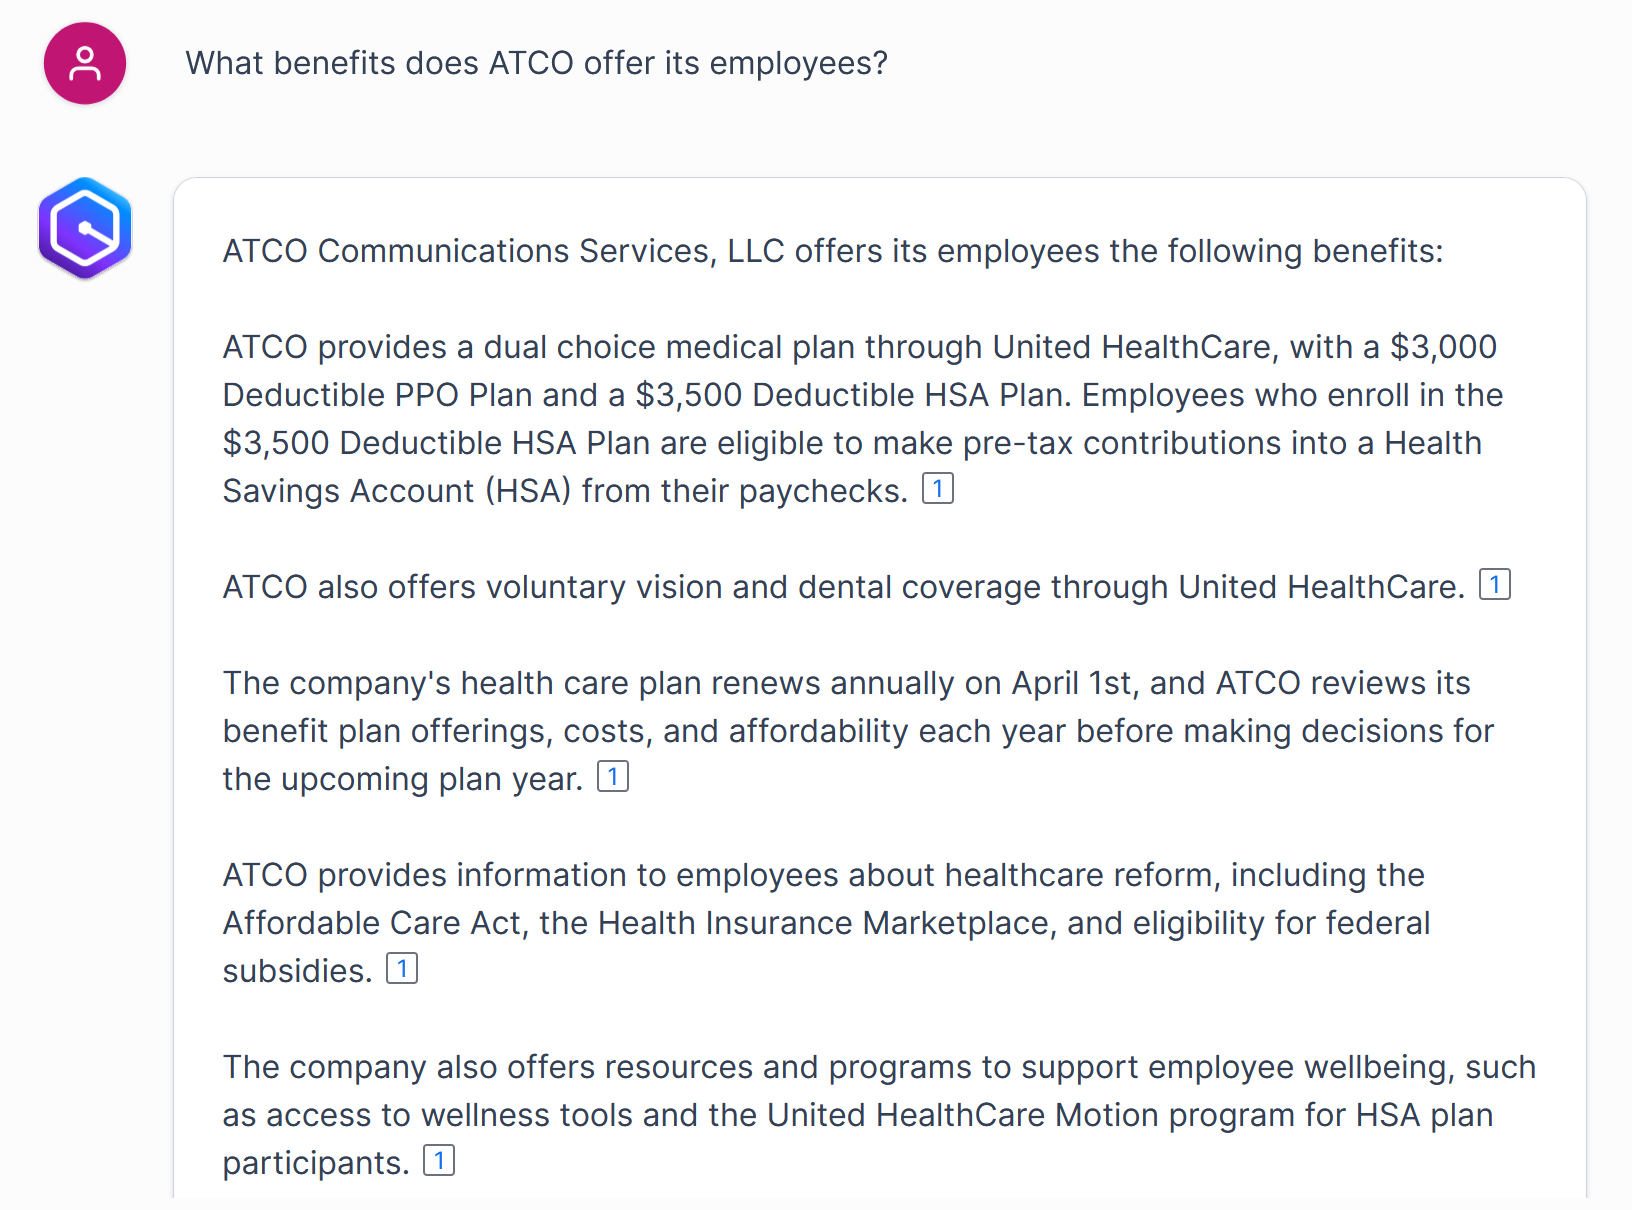 What benefits does ATCO offer its employees?
ATCO Communications Services, LLC offers its employees the following benefits:
ATCO provides a dual choice medical plan through United HealthCare, with a $3,000
Deductible PPO Plan and a $3,500 Deductible HSA Plan. Employees who enroll in the
$3,500 Deductible HSA Plan are eligible to make pre-tax contributions into a Health
Savings Account (HSA) from their paychecks. 1
ATCO also offers voluntary vision and dental coverage through United HealthCare. 1
The company's health care plan renews annually on April 1st, and ATCO reviews its
benefit plan offerings, costs, and affordability each year before making decisions for
the upcoming plan year. 1
ATCO provides information to employees about healthcare reform, including the
Affordable Care Act, the Health Insurance Marketplace, and eligibility for federal
subsidies. 1
The company also offers resources and programs to support employee wellbeing, such
as access to wellness tools and the United HealthCare Motion program for HSA plan
participants. 1